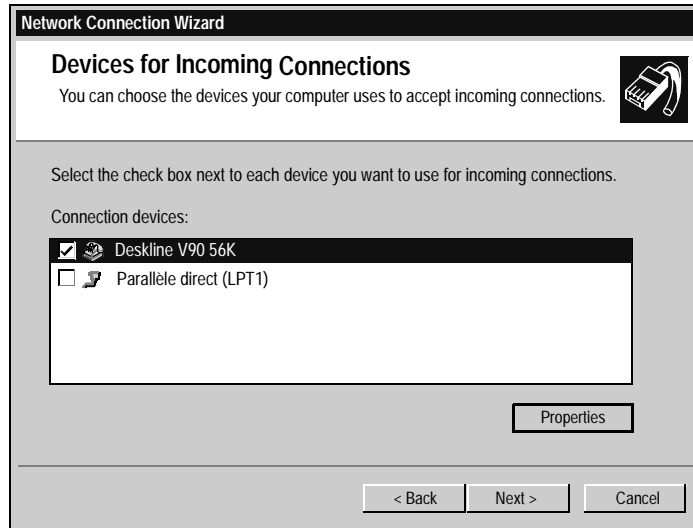 Network Connection Wizard
Devices for Incoming Connections
You can choose the devices your computer uses to accept incoming connections.
Select the check box next to each device you want to use for incoming connections.
Connection devices:
Deskline V90 56K
Parallèle direct (LPT1)
Properties
< Back Next > Cancel